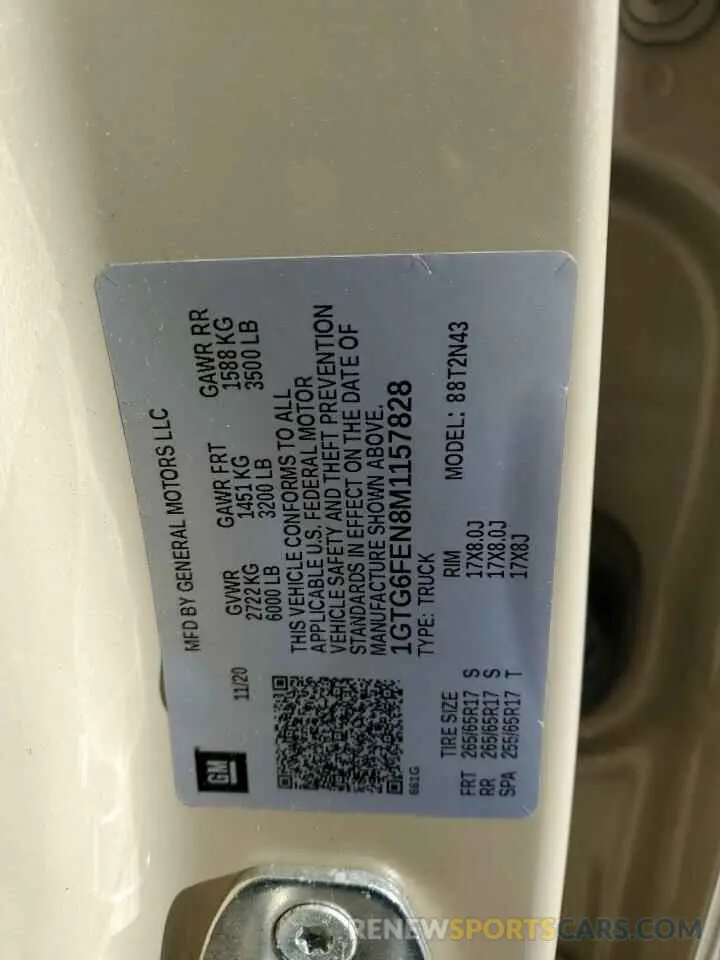 GM
11/20
MFD BY GENERAL MOTORS LLC
GVWR GAWR FRT GAWR RR
2722 KG 1451 KG 1588 KG
6000 LB 3200 LB 3500 LB
THIS VEHICLE CONFORMS TO ALL
APPLICABLE U.S. FEDERAL MOTOR
VEHICLE SAFETY AND THEFT PREVENTION
STANDARDS IN EFFECT ON THE DATE OF
MANUFACTURE SHOWN ABOVE.
1GTG6FEN8M1157828
661G
TYPE: TRUCK
MODEL: 88T2N43
TIRE SIZE RIM
FRT 265/65R17 S 17X8.0J
RR 265/65R17 S 17X8.0J
SPA 255/65R17 T 17X8J
RENEWSPORTSCARS.COM